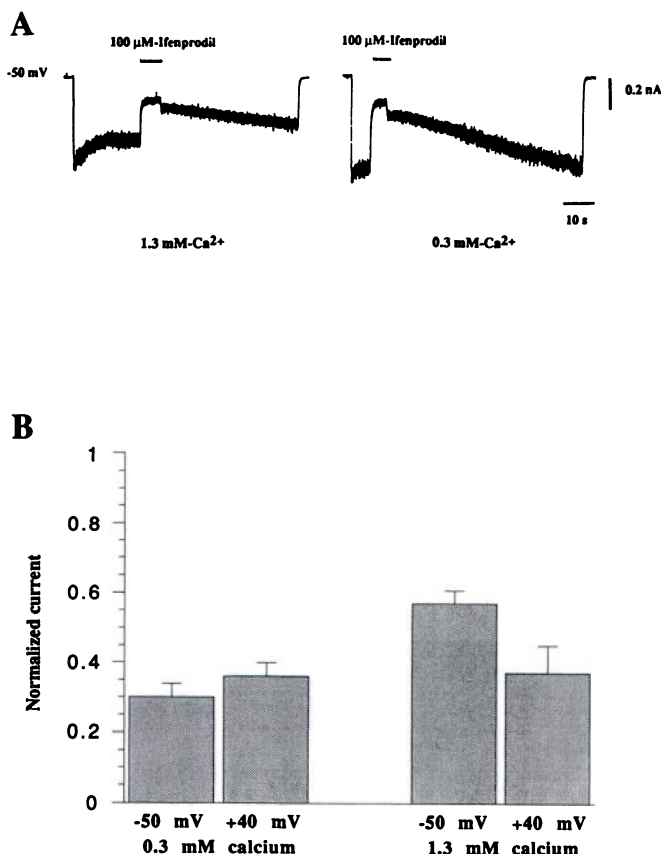 A
100 μM-Ifenprodil
100 μM-Ifenprodil
-50 mV
0.2 nA
10 s
1.3 mM-Ca2+
0.3 mM-Ca2+
B
1
0.8
0.6
0.4
0.2
0
Normalized current
-50 mV +40 mV -50 mV +40 mV
0.3 mM calcium 1.3 mM calcium